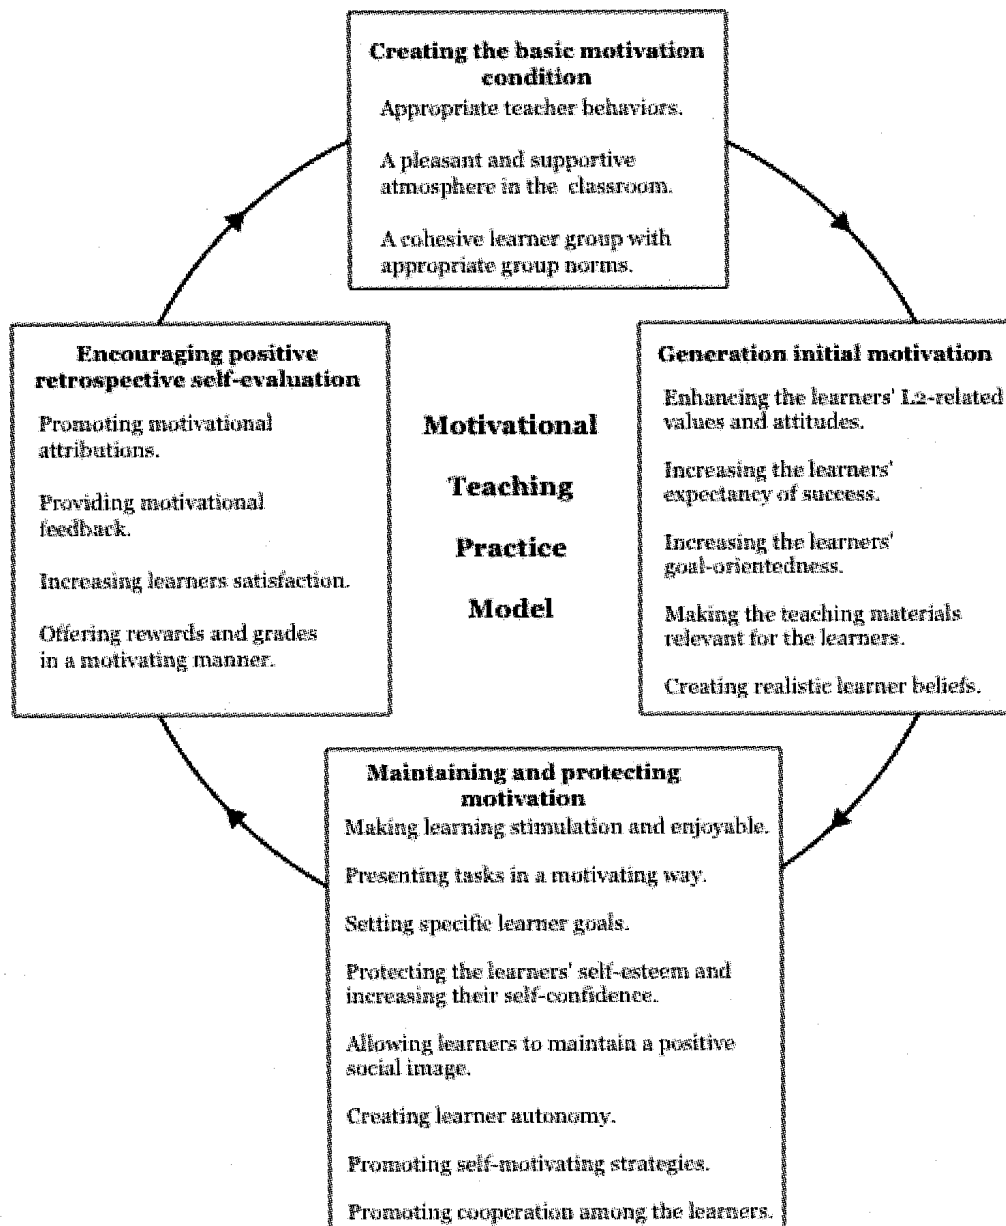 Creating the basic motivation
condition
Appropriate teacher behaviors.
A pleasant and supportive
atmosphere in the classroom.
A cohesive learner group with
appropriate group norms.
Encouraging positive
retrospective self-evaluation
Promoting motivational
attributions.
Providing motivational
feedback.
Increasing learners satisfaction.
Offering rewards and grades
in a motivating manner.
Motivational
Teaching
Practice
Model
Generation initial motivation
Enhancing the learners' L2-related
values and attitudes.
Increasing the learners'
expectancy of success.
Increasing the learners'
goal-orientedness.
Making the teaching materials
relevant for the learners.
Creating realistic learner beliefs.
Maintaining and protecting
motivation
Making learning stimulation and enjoyable.
Presenting tasks in a motivating way.
Setting specific learner goals.
Protecting the learners' self-esteem and
increasing their self-confidence.
Allowing learners to maintain a positive
social image.
Creating learner autonomy.
Promoting self-motivating strategies.
Promoting cooperation among the learners.